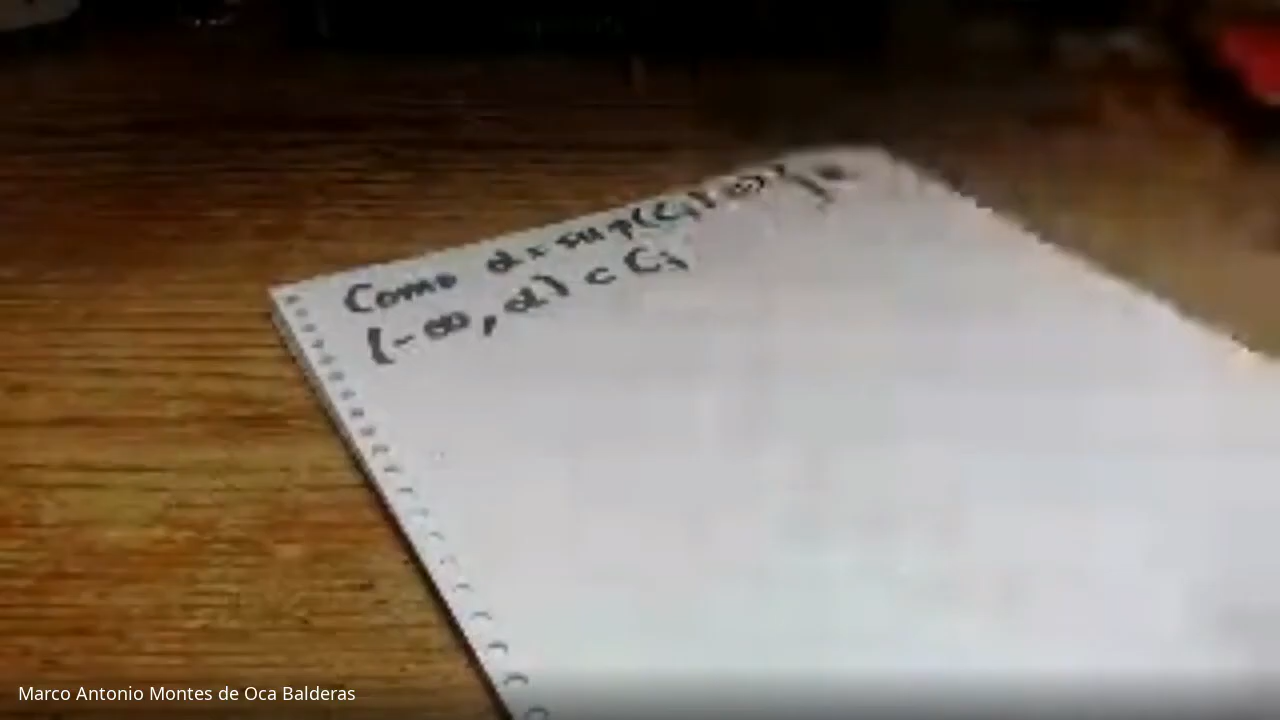 Como α = sup(Ci)
(-∞, α) ⊂ Ci
Marco Antonio Montes de Oca Balderas